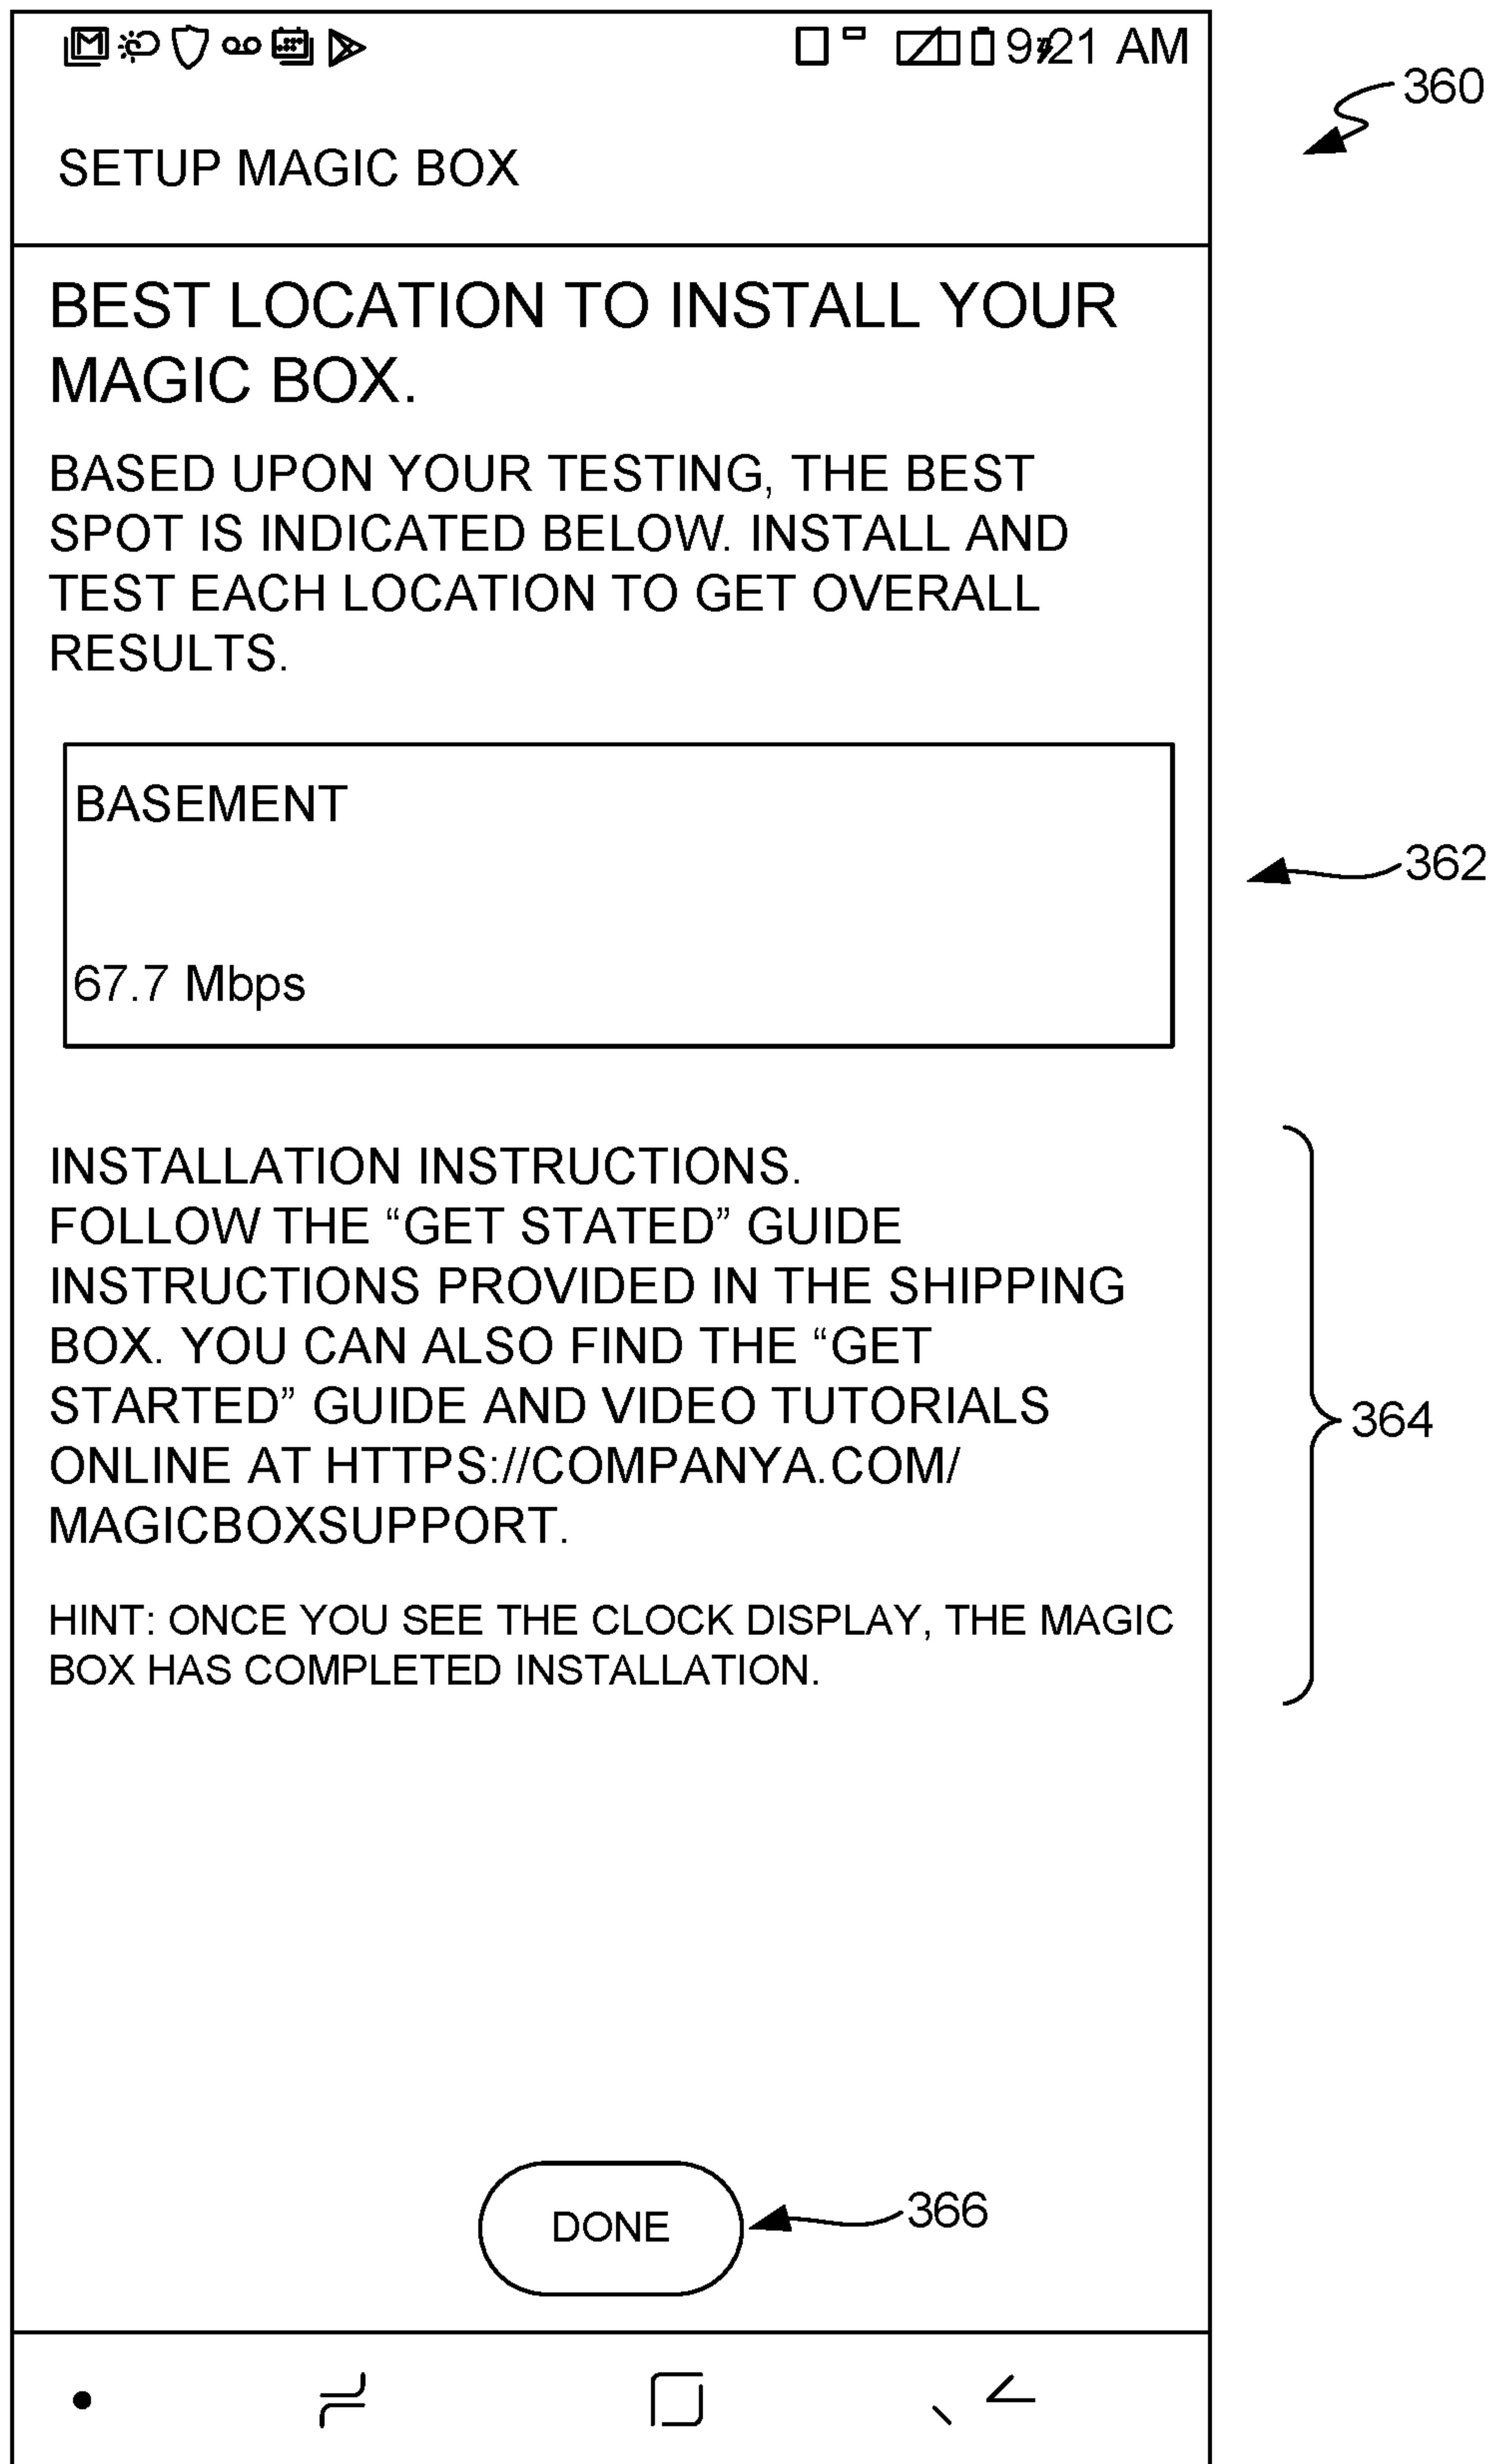 9:21 AM
360
SETUP MAGIC BOX
BEST LOCATION TO INSTALL YOUR
MAGIC BOX.
BASED UPON YOUR TESTING, THE BEST
SPOT IS INDICATED BELOW. INSTALL AND
TEST EACH LOCATION TO GET OVERALL
RESULTS.
BASEMENT
362
67.7 Mbps
INSTALLATION INSTRUCTIONS.
FOLLOW THE “GET STATED” GUIDE
INSTRUCTIONS PROVIDED IN THE SHIPPING
BOX. YOU CAN ALSO FIND THE “GET
STARTED” GUIDE AND VIDEO TUTORIALS
ONLINE AT HTTPS://COMPANYA.COM/
MAGICBOXSUPPORT.
364
HINT: ONCE YOU SEE THE CLOCK DISPLAY, THE MAGIC
BOX HAS COMPLETED INSTALLATION.
DONE
366